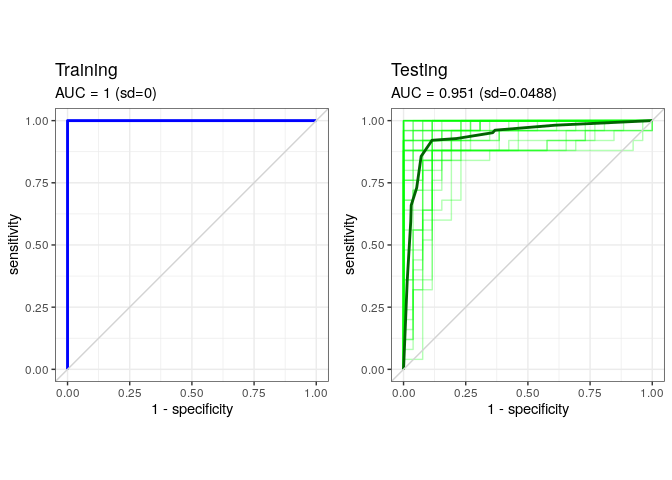 Training
AUC = 1 (sd=0)
1.00
0.75
0.50
0.25
0.00
sensitivity
0.00 0.25 0.50 0.75 1.00
1 - specificity
Testing
AUC = 0.951 (sd=0.0488)
1.00
0.75
0.50
0.25
0.00
sensitivity
0.00 0.25 0.50 0.75 1.00
1 - specificity